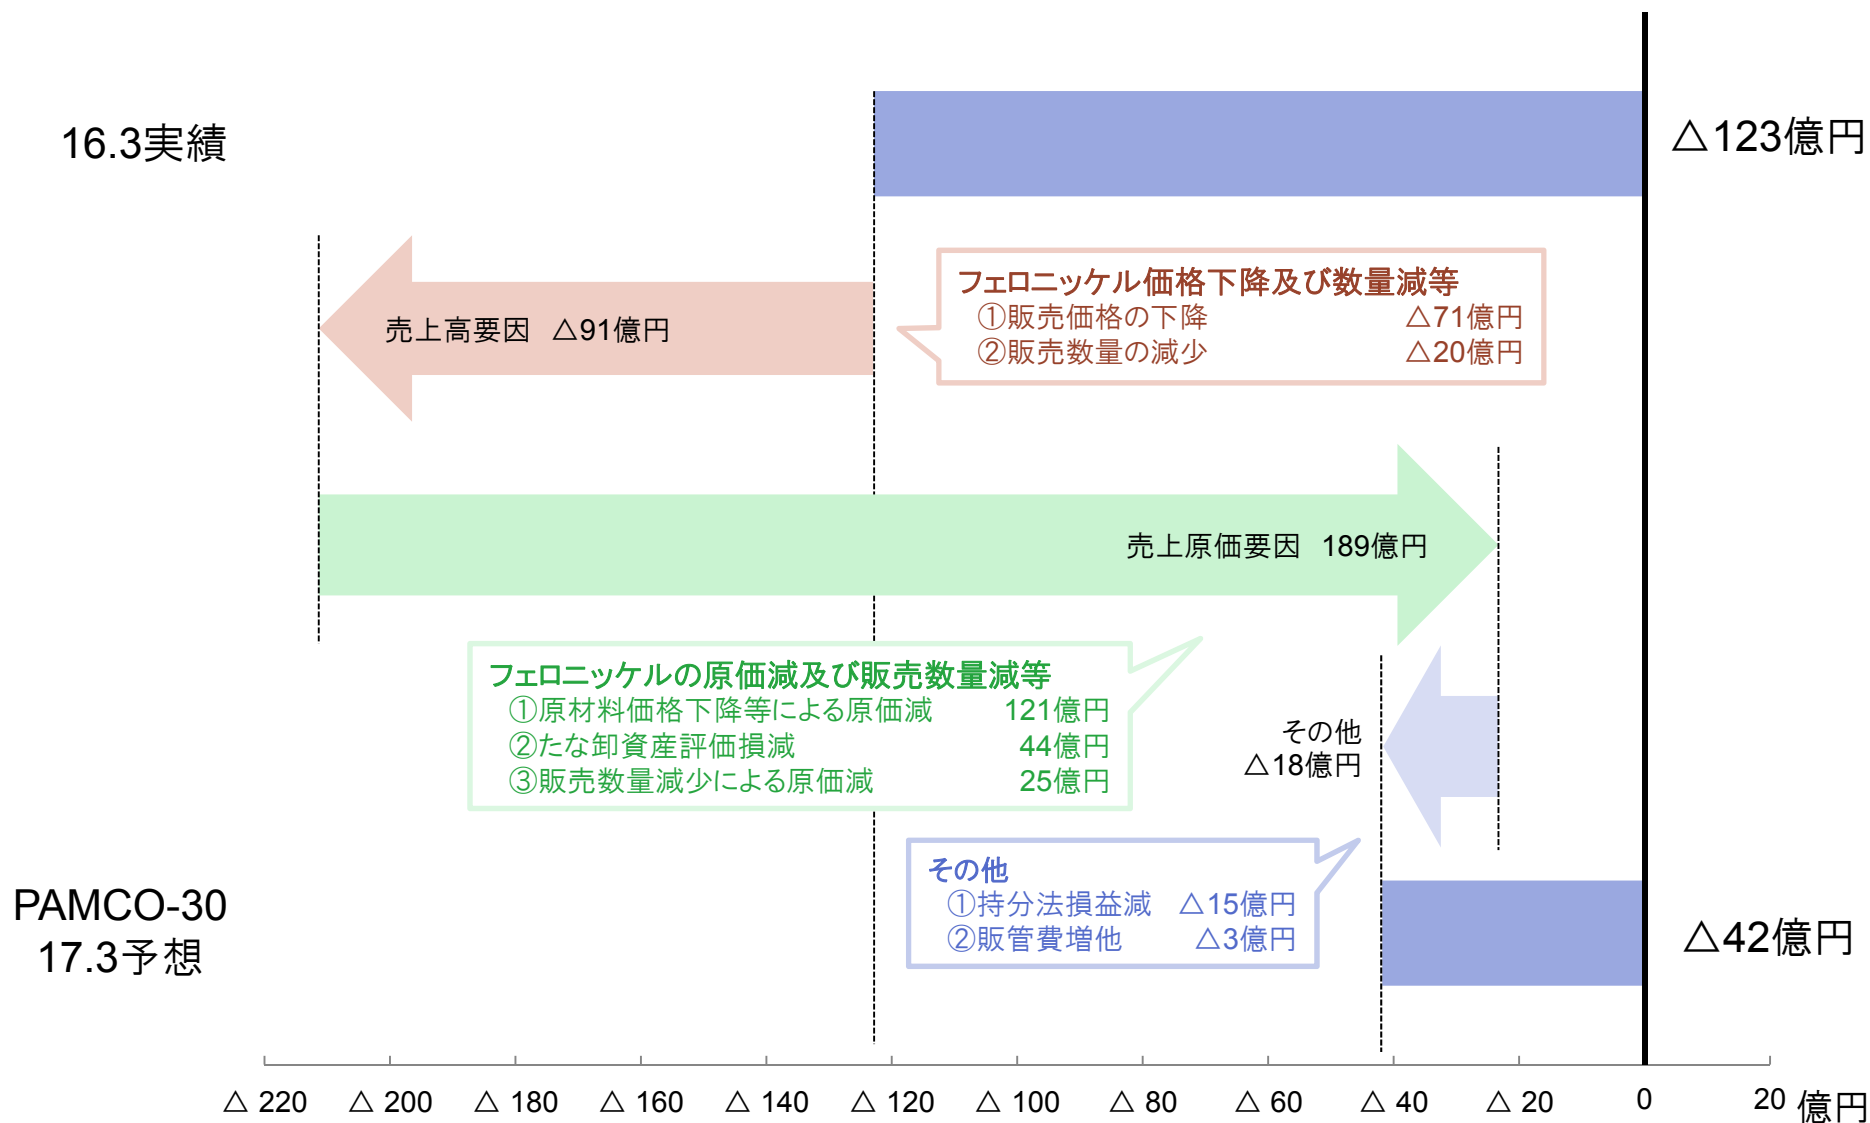 16.3実績
△123億円
売上高要因 △91億円
フェロニッケル価格下降及び数量減等
①販売価格の下降 △71億円
②販売数量の減少 △20億円
売上原価要因 189億円
フェロニッケルの原価減及び販売数量減等
①原材料価格下降等による原価減 121億円
②たな卸資産評価損減 44億円
③販売数量減少による原価減 25億円
その他
△18億円
その他
①持分法損益減 △15億円
②販管費増他 △3億円
PAMCO-30
17.3予想
△42億円
△ 220 △ 200 △ 180 △ 160 △ 140 △ 120 △ 100 △ 80 △ 60 △ 40 △ 20 0 20 億円